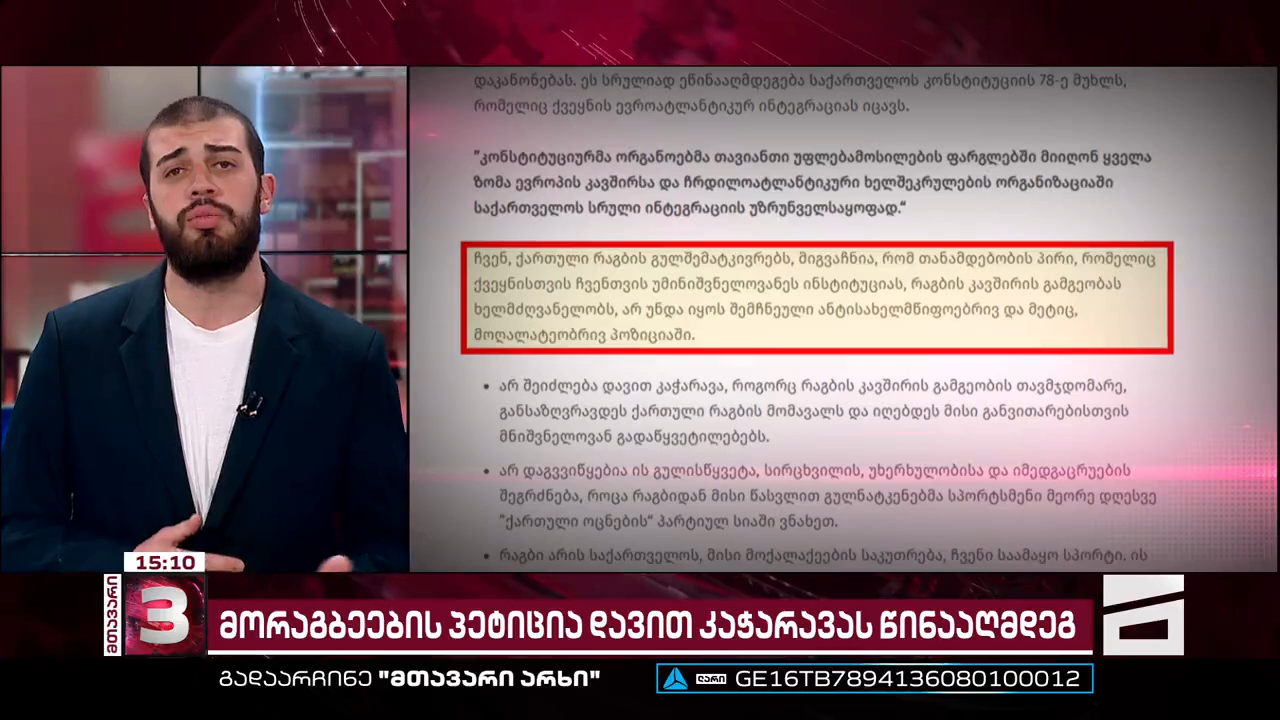 დაკანონებას. ეს სრულიად ეწინააღმდეგება საქართველოს კონსტიტუციის 78-ე მუხლს,
რომელიც ქვეყნის ევროატლანტიკურ ინტეგრაციას იცავს.
"კონსტიტუციურმა ორგანოებმა თავიანთი უფლებამოსილების ფარგლებში მიიღონ ყველა
ზომა ევროპის კავშირსა და ჩრდილოატლანტიკური ხელშეკრულების ორგანიზაციაში
საქართველოს სრული ინტეგრაციის უზრუნველსაყოფად.“
ჩვენ, ქართული რაგბის გულშემატკივრებს, მიგვაჩნია, რომ თანამდებობის პირი, რომელიც
ქვეყნისთვის ჩვენთვის უმინიშვნელოვანეს ინსტიტუციას, რაგბის კავშირის გამგეობას
ხელმძღვანელობს, არ უნდა იყოს შემჩნეული ანტისახელმწიფოებრივ და მეტიც,
მოღალატეობრივ პოზიციაში.
• არ შეიძლება დავით კაჭარავა, როგორც რაგბის კავშირის გამგეობის თავმჯდომარე,
განსაზღვრავდეს ქართული რაგბის მომავალს და იღებდეს მისი განვითარებისთვის
მნიშვნელოვან გადაწყვეტილებებს.
• არ დაგვვიწყებია ის გულისწყვეტა, სირცხვილის, უხერხულობისა და იმედგაცრუების
შეგრძნება, როცა რაგბიდან მისი წასვლით გულნატკენებმა სპორტსმენი მეორე დღესვე
"ქართული ოცნების“ პარტიულ სიაში ვნახეთ.
• რაგბი არის საქართველოს, მისი მოქალაქეების საკუთრება, ჩვენი საამაყო სპორტი. ის
15:10
მთავარი
3
მორაგბეების პეტიცია დავით კაჭარავას წინააღმდეგ
გადაარჩინე "მთავარი არხი"
ლარი GE16TB7894136080100012